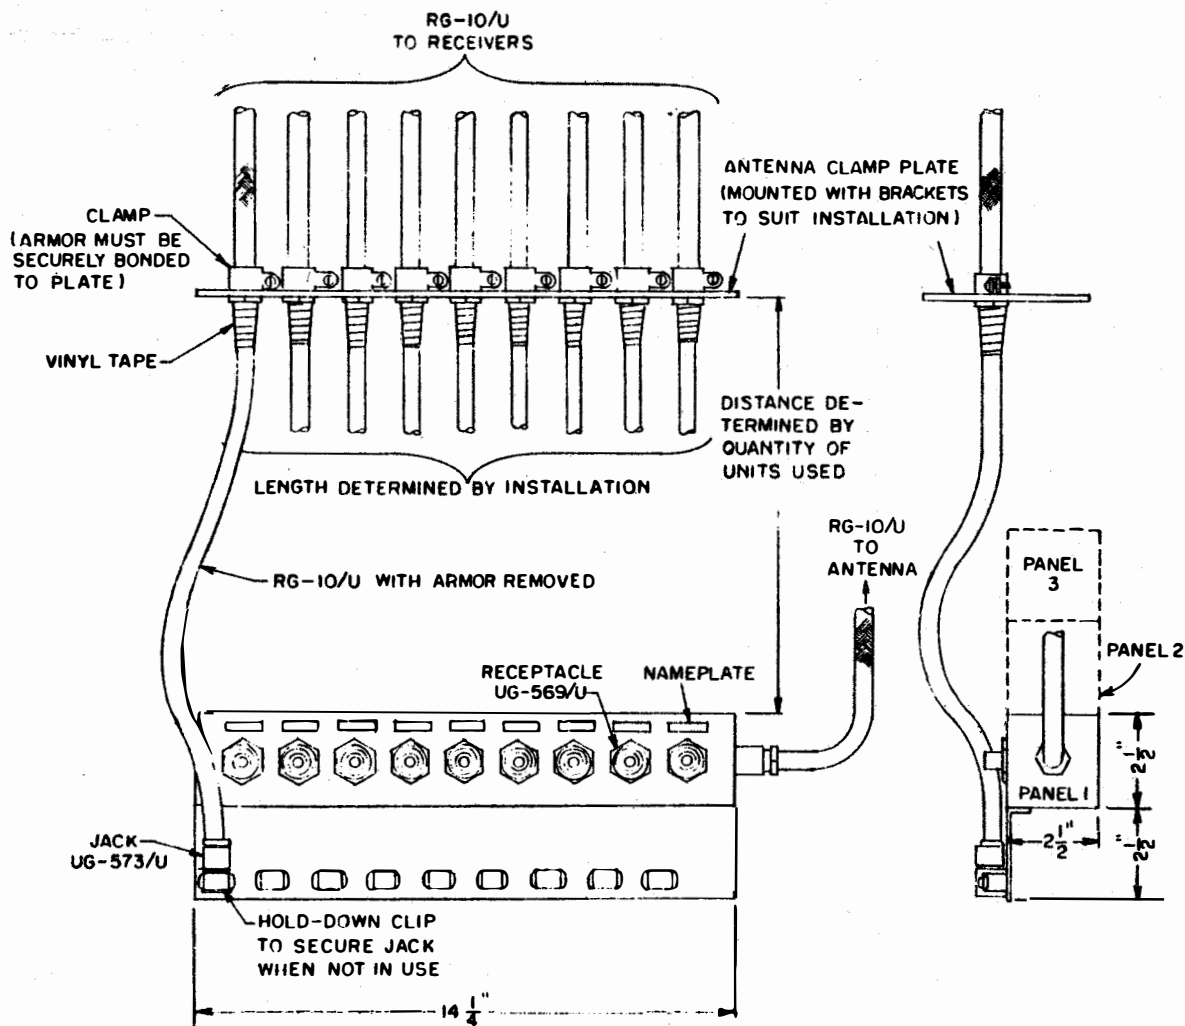 RG-10/U
TO RECEIVERS
ANTENNA CLAMP PLATE
(MOUNTED WITH BRACKETS
TO SUIT INSTALLATION)
CLAMP
(ARMOR MUST BE
SECURELY BONDED
TO PLATE)
VINYL TAPE
DISTANCE DE-
TERMINED BY
QUANTITY OF
UNITS USED
LENGTH DETERMINED BY INSTALLATION
RG-10/U
TO
ANTENNA
RG-10/U WITH ARMOR REMOVED
PANEL
3
PANEL 2
RECEPTACLE
UG-569/U
NAMEPLATE
2 1/2"
PANEL 1
2 1/2"
2 1/2"
JACK
UG-573/U
HOLD-DOWN CLIP
TO SECURE JACK
WHEN NOT IN USE
14 1/4"